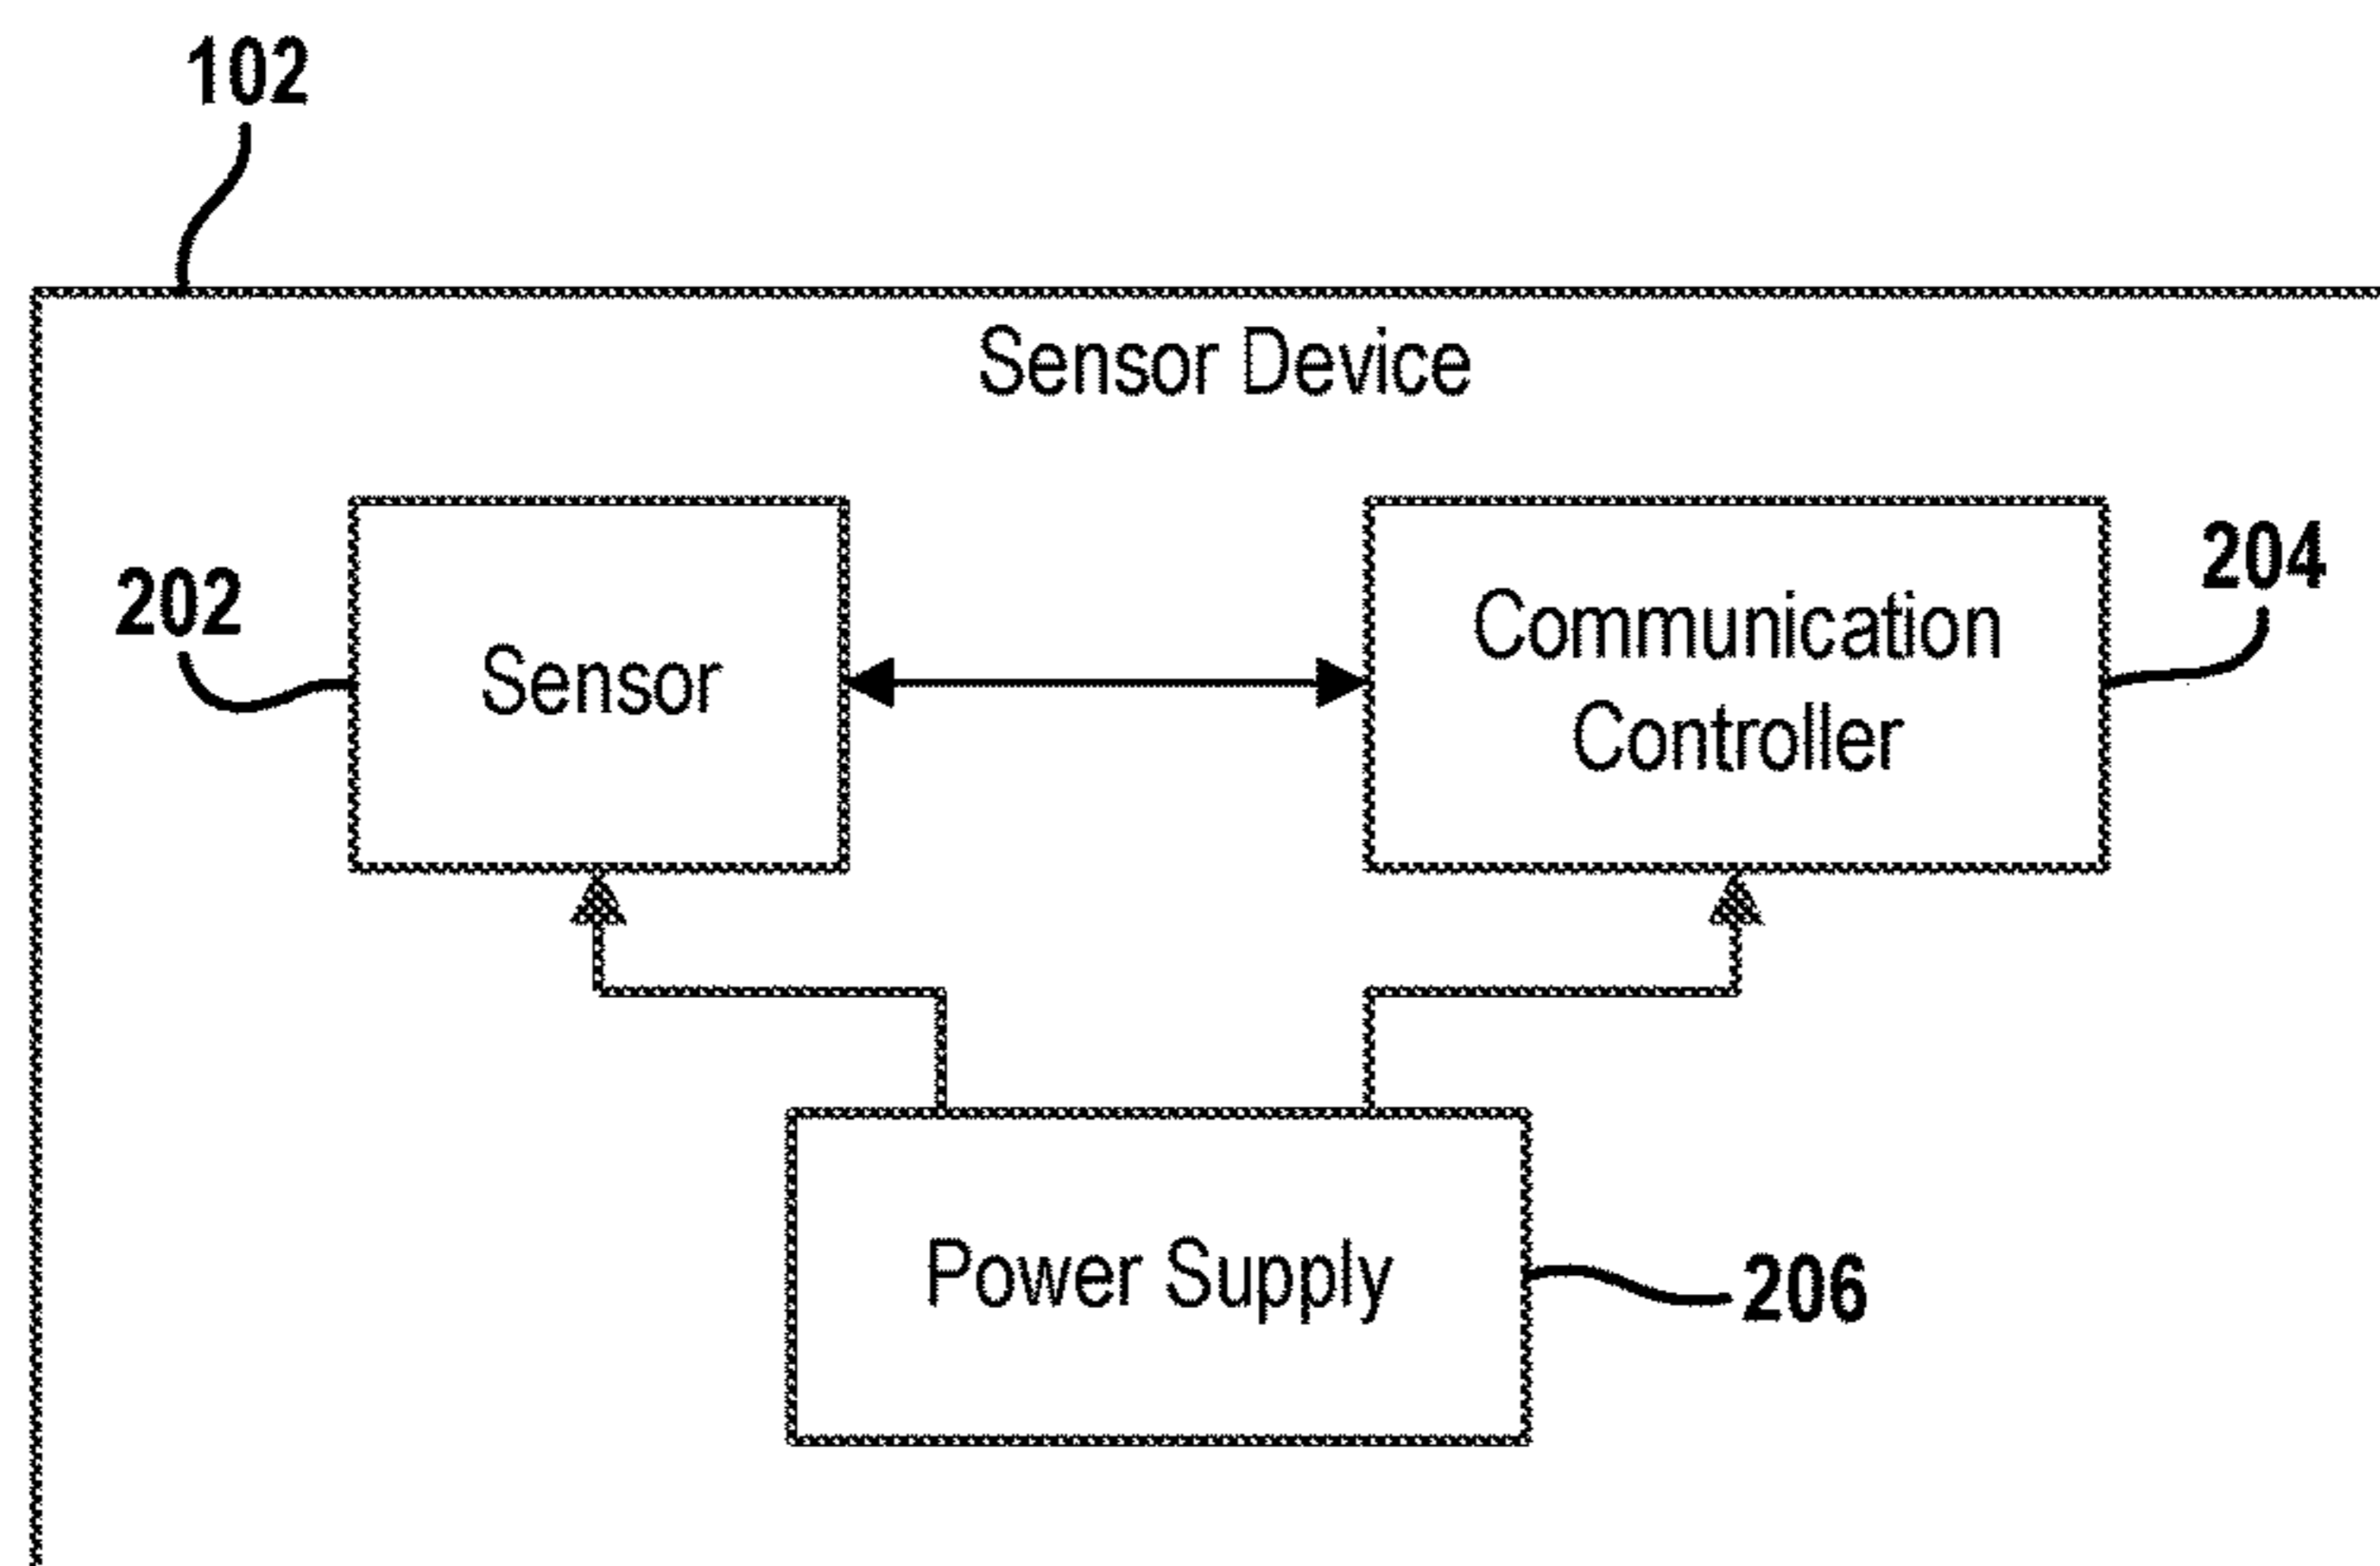 102
Sensor Device
202
Sensor
Communication
Controller
204
Power Supply
206